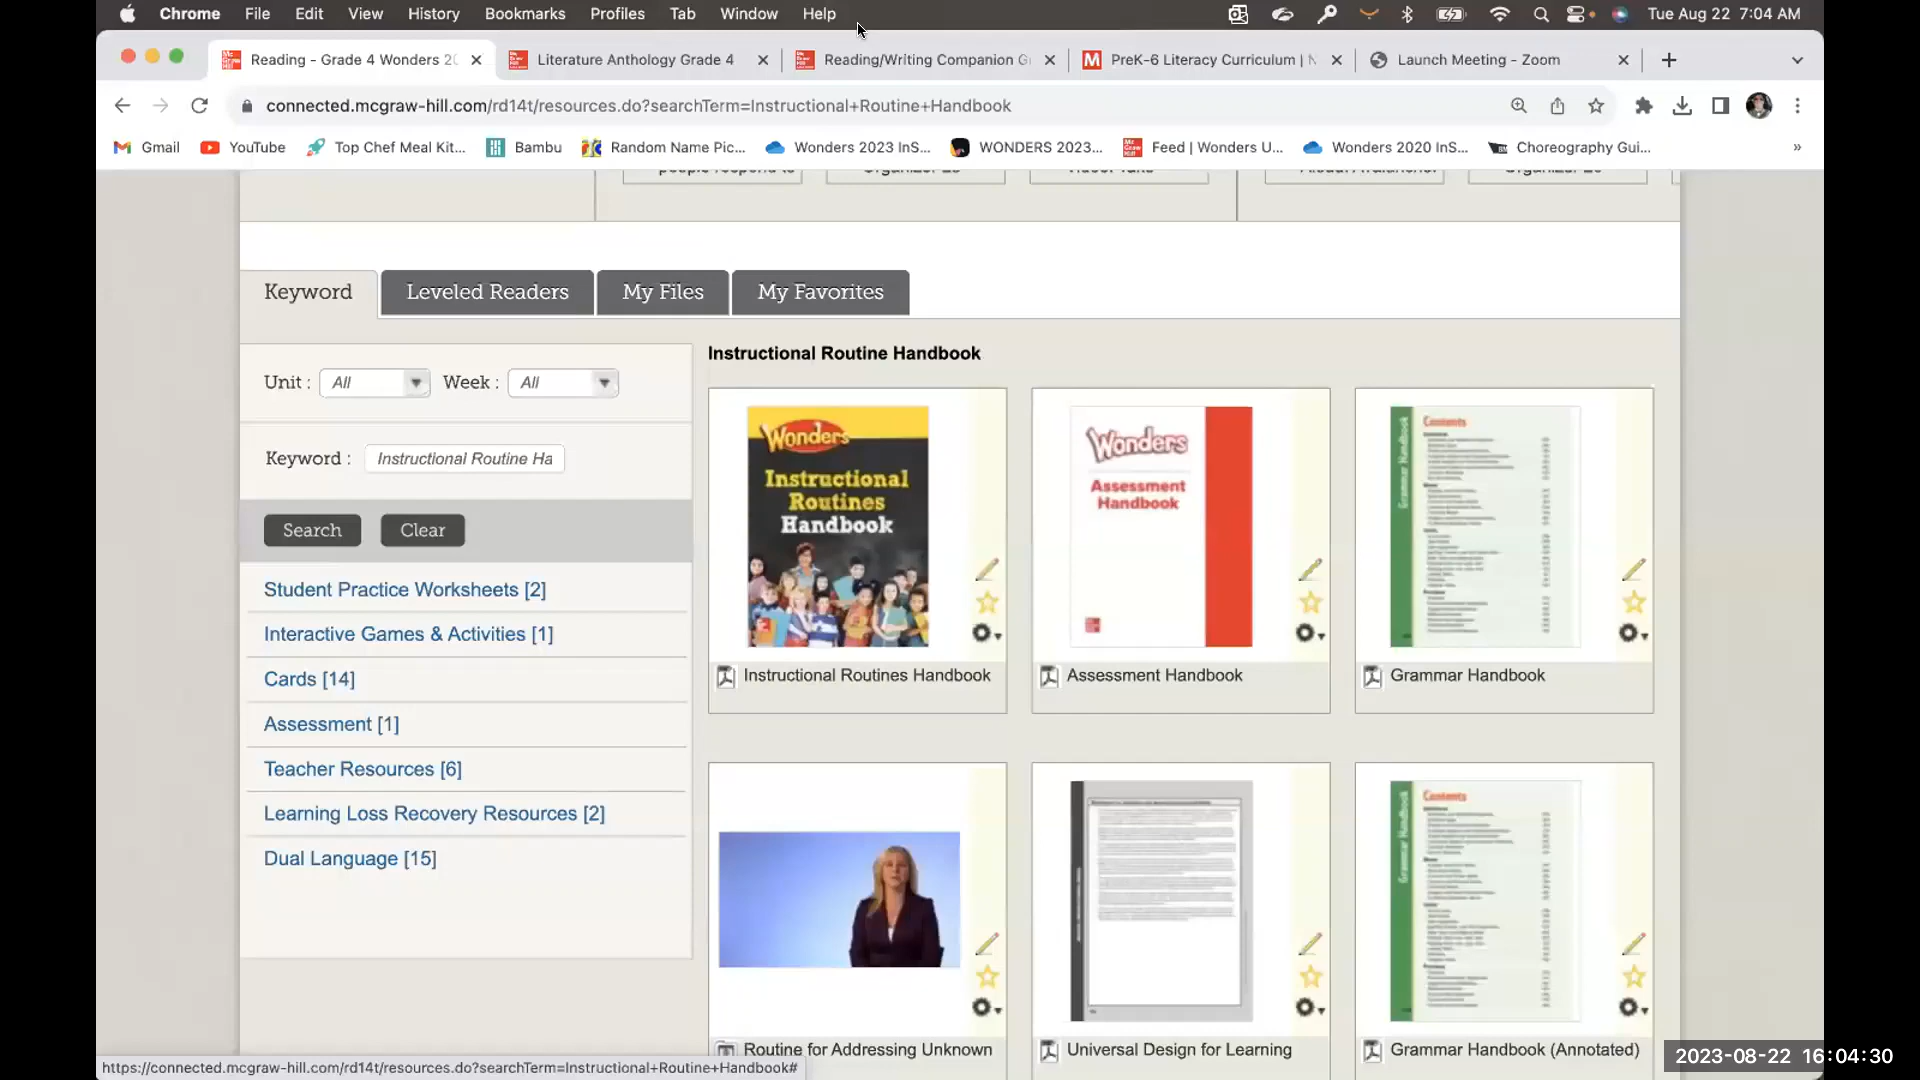 Chrome File Edit View History Bookmarks Profiles Tab Window Help Tue Aug 22 7:04 AM
Reading - Grade 4 Wonders 20
Literature Anthology Grade 4
Reading/Writing Companion G
PreK-6 Literacy Curriculum | N
Launch Meeting - Zoom
connected.mcgraw-hill.com/rd14t/resources.do?searchTerm=Instructional+Routine+Handbook
Gmail YouTube Top Chef Meal Kit... Bambu Random Name Pic... Wonders 2023 InS... WONDERS 2023... Feed | Wonders U... Wonders 2020 InS... Choreography Gui... »
Keyword Leveled Readers My Files My Favorites
Unit : All Week : All
Keyword : Instructional Routine Ha
Search Clear
Student Practice Worksheets [2]
Interactive Games & Activities [1]
Cards [14]
Assessment [1]
Teacher Resources [6]
Learning Loss Recovery Resources [2]
Dual Language [15]
Instructional Routine Handbook
Wonders
Instructional
Routines
Handbook
Instructional Routines Handbook
Wonders
Assessment
Handbook
Assessment Handbook
Grammar Handbook
Contents
Grammar Handbook
Routine for Addressing Unknown
Universal Design for Learning
Grammar Handbook
Contents
Grammar Handbook (Annotated)
https://connected.mcgraw-hill.com/rd14t/resources.do?searchTerm=Instructional+Routine+Handbook#
2023-08-22 16:04:30